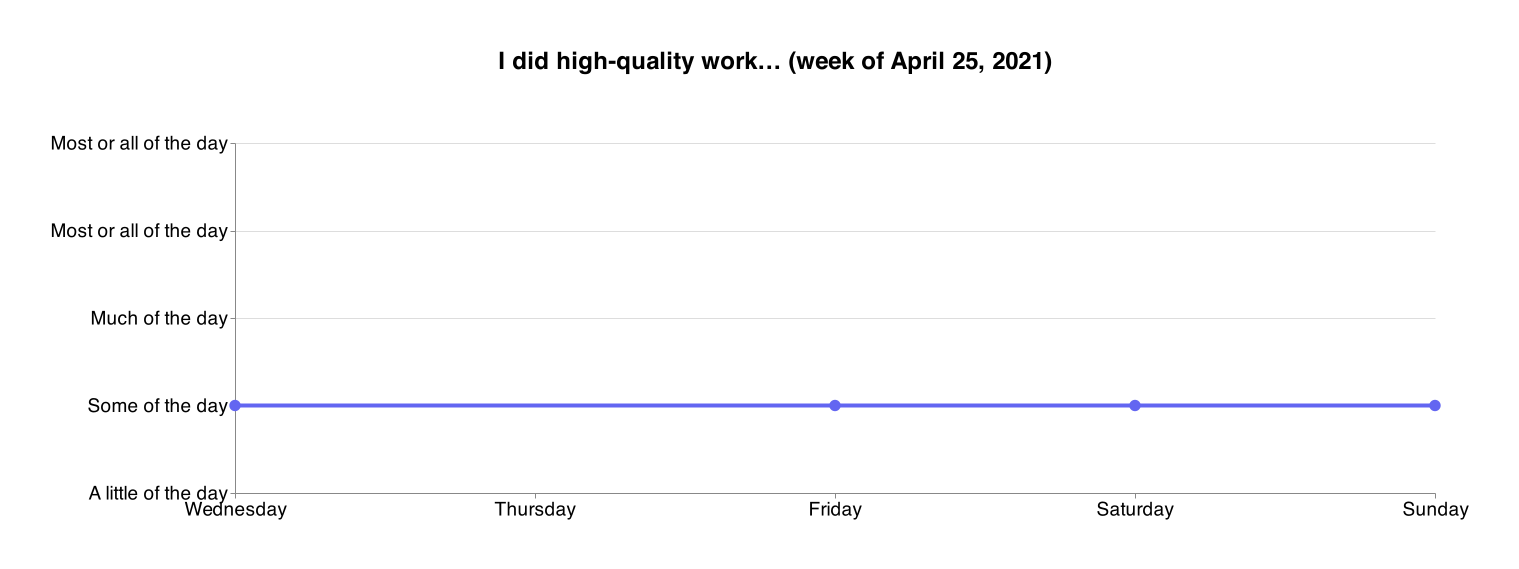 I did high-quality work… (week of April 25, 2021)
Most or all of the day
Most or all of the day
Much of the day
Some of the day
A little of the day
Wednesday Thursday Friday Saturday Sunday